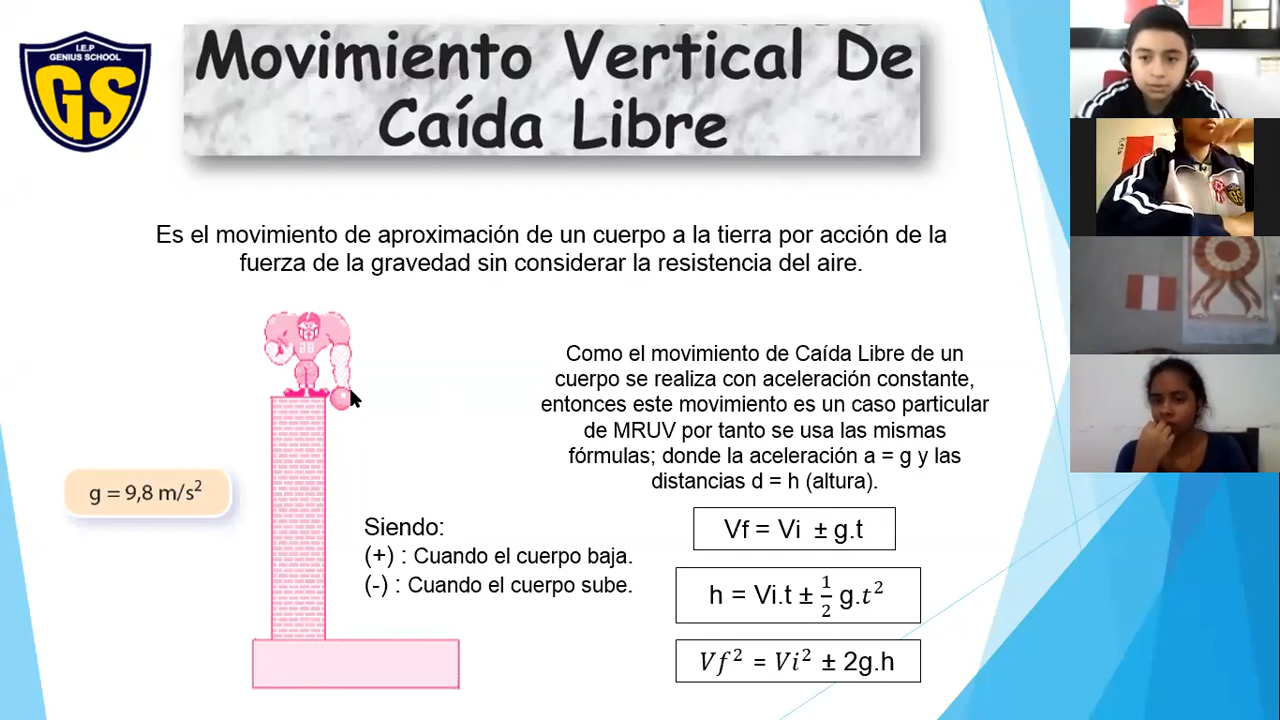 I.E.P
GENIUS SCHOOL
GS
Movimiento Vertical De
Caída Libre
Es el movimiento de aproximación de un cuerpo a la tierra por acción de la
fuerza de la gravedad sin considerar la resistencia del aire.
Como el movimiento de Caída Libre de un
cuerpo se realiza con aceleración constante,
entonces este movimiento es un caso particular
de MRUV por tanto se usa las mismas
fórmulas; donde la aceleración a = g y las
distancias d = h (altura).
g = 9,8 m/s²
Siendo:
(+) : Cuando el cuerpo baja.
(-) : Cuando el cuerpo sube.
Vf = Vi ± g.t
h = Vi.t ± 1/2 g.t²
Vf² = Vi² ± 2g.h